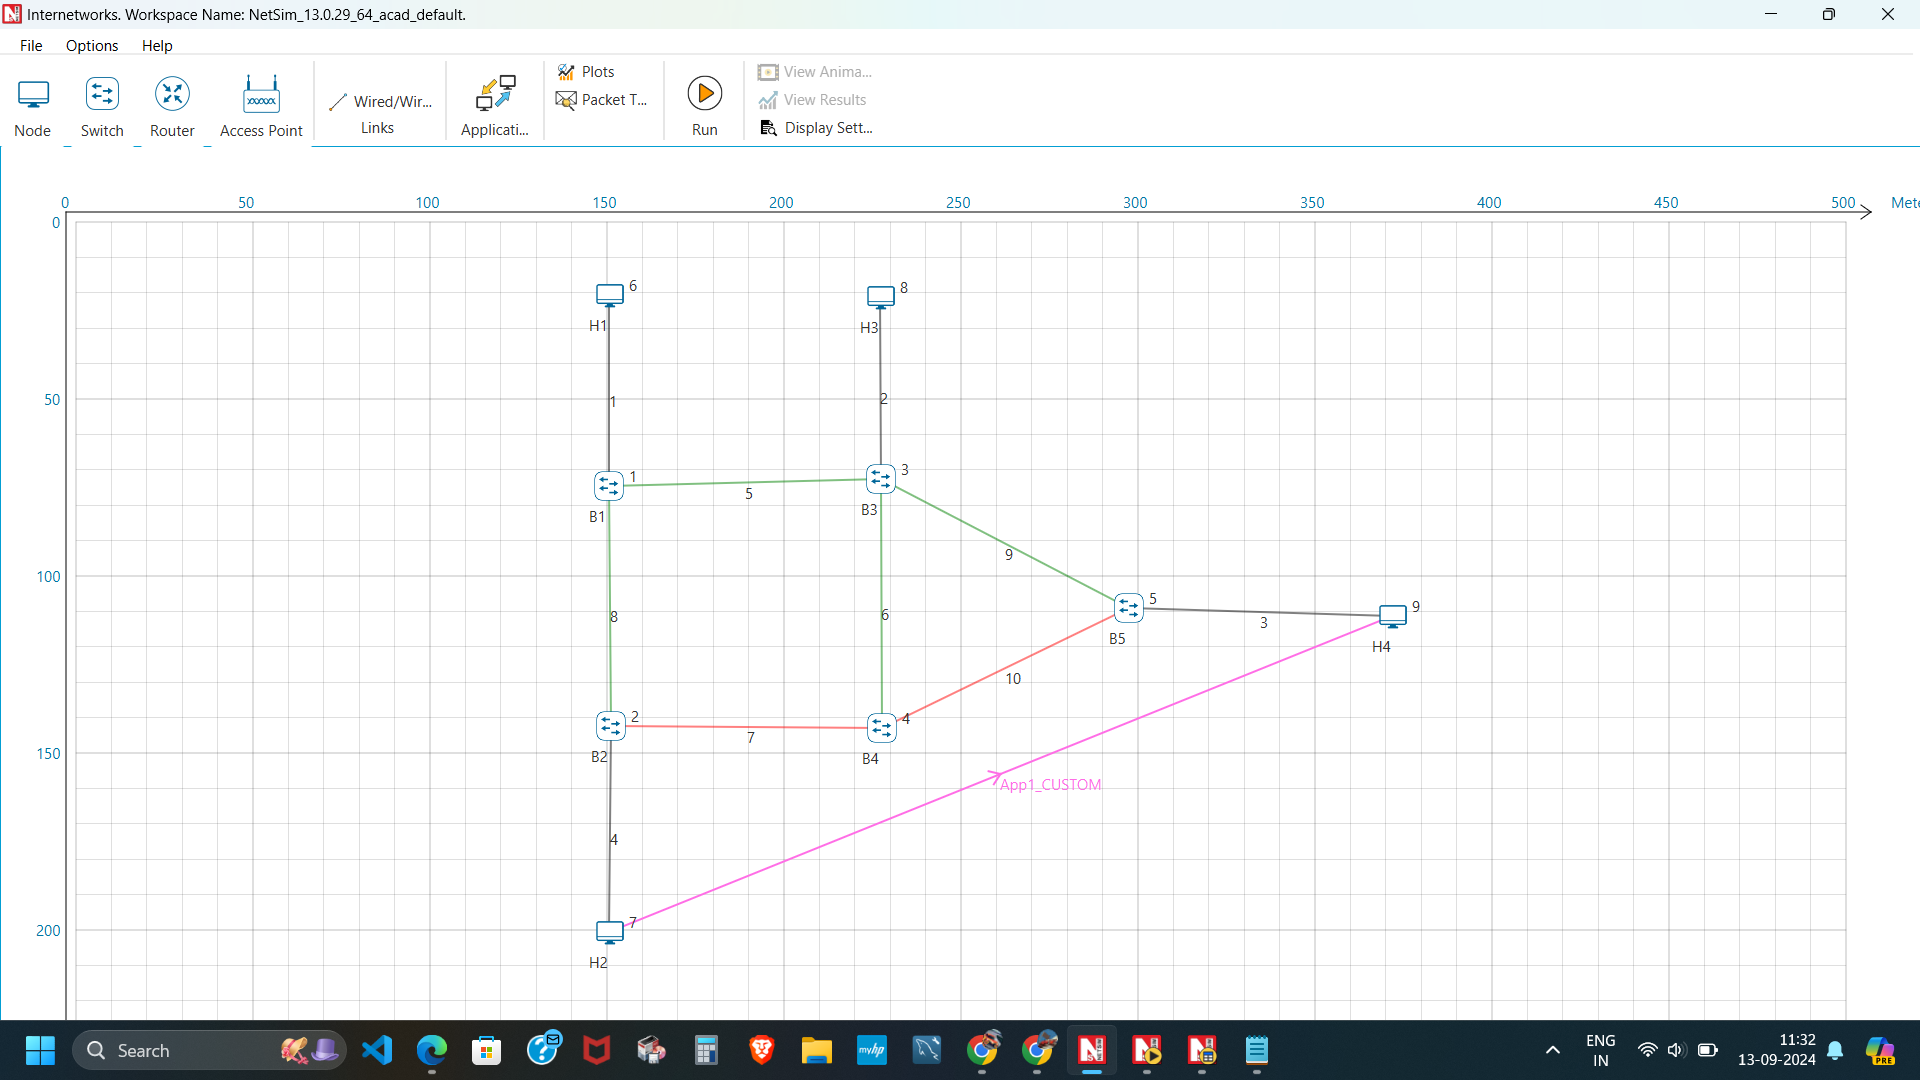 Internetworks. Workspace Name: NetSim_13.0.29_64_acad_default.
File Options Help
Node
Switch
Router
Access Point
Wired/Wir...
Links
Applicati...
Plots
Packet T...
Run
View Anima...
View Results
Display Sett...
0 50 100 150 200 250 300 350 400 450 500 Mete
0
6
8
H1
H3
50
1
2
1
3
5
B1
B3
9
100
5
9
8
6
3
B5
H4
10
2
4
7
150
B2
B4
App1_CUSTOM
4
200
7
H2
Search
myhp
ENG
IN
11:32
13-09-2024
PRE